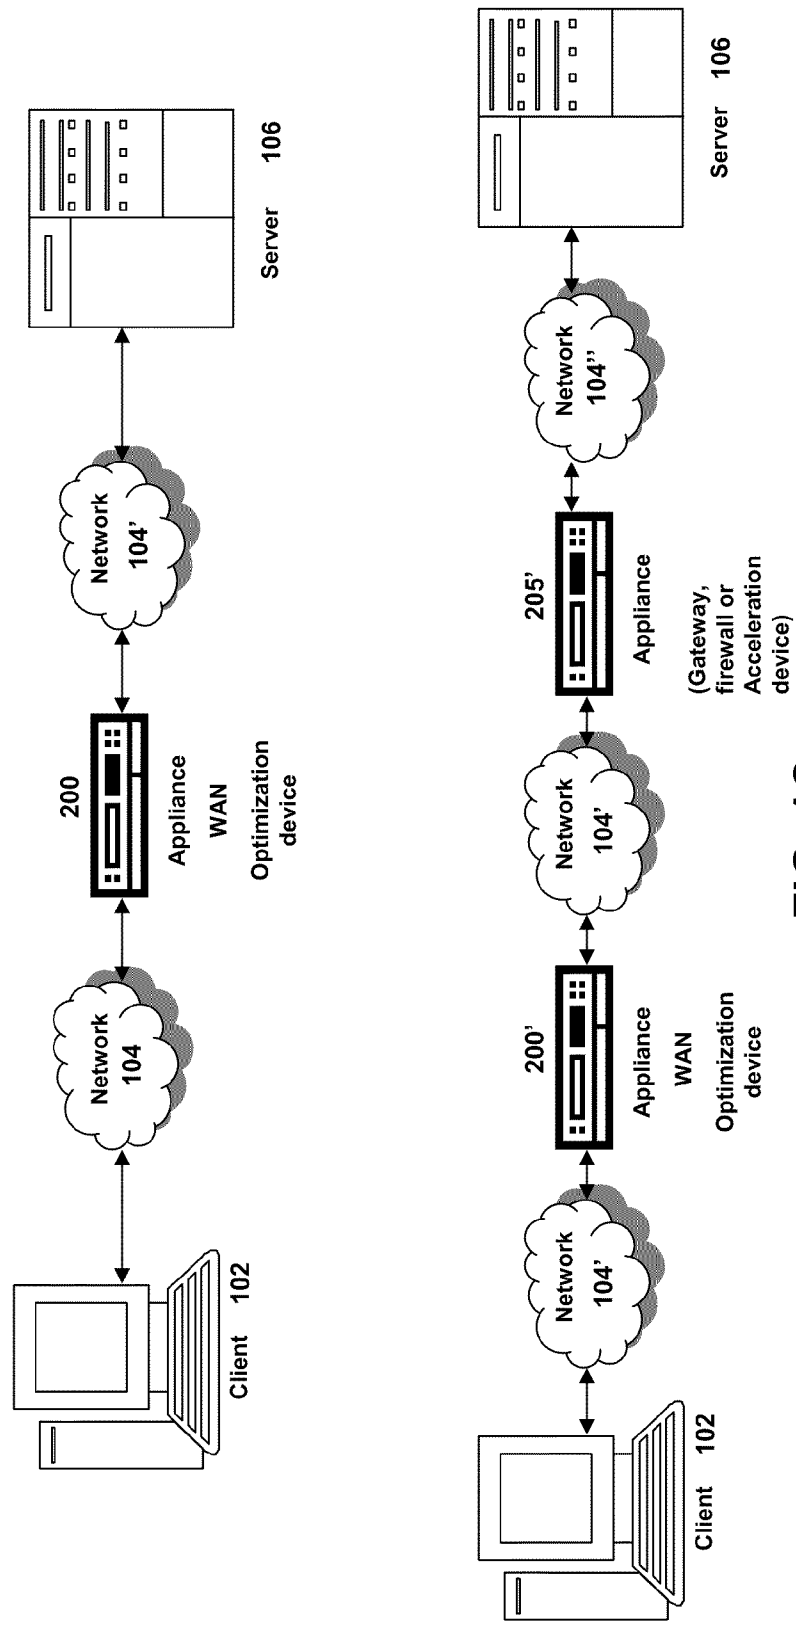 Client 102
Network
104
200
Appliance
WAN
Optimization
device
Network
104'
Server 106
Client 102
Network
104'
200'
Appliance
WAN
Optimization
device
Network
104'
205'
Appliance
(Gateway,
firewall or
Acceleration
device)
Network
104''
Server 106